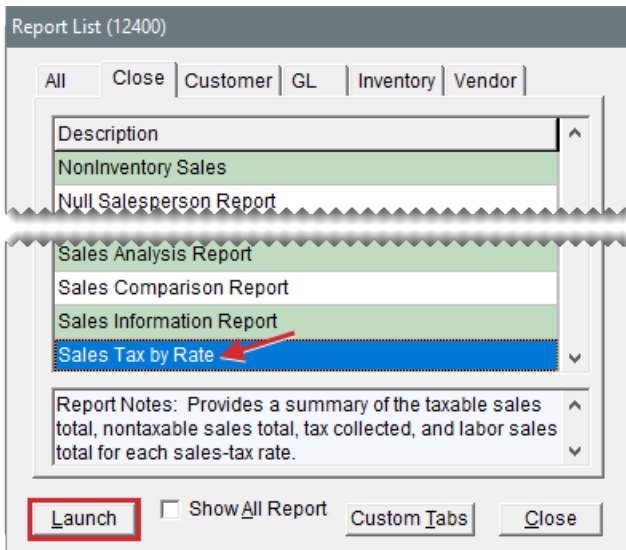 Report List (12400)
All Close Customer GL Inventory Vendor
Description
NonInventory Sales
Null Salesperson Report
Sales Analysis Report
Sales Comparison Report
Sales Information Report
Sales Tax by Rate
Report Notes: Provides a summary of the taxable sales
total, nontaxable sales total, tax collected, and labor sales
total for each sales-tax rate.
Launch Show All Report Custom Tabs Close